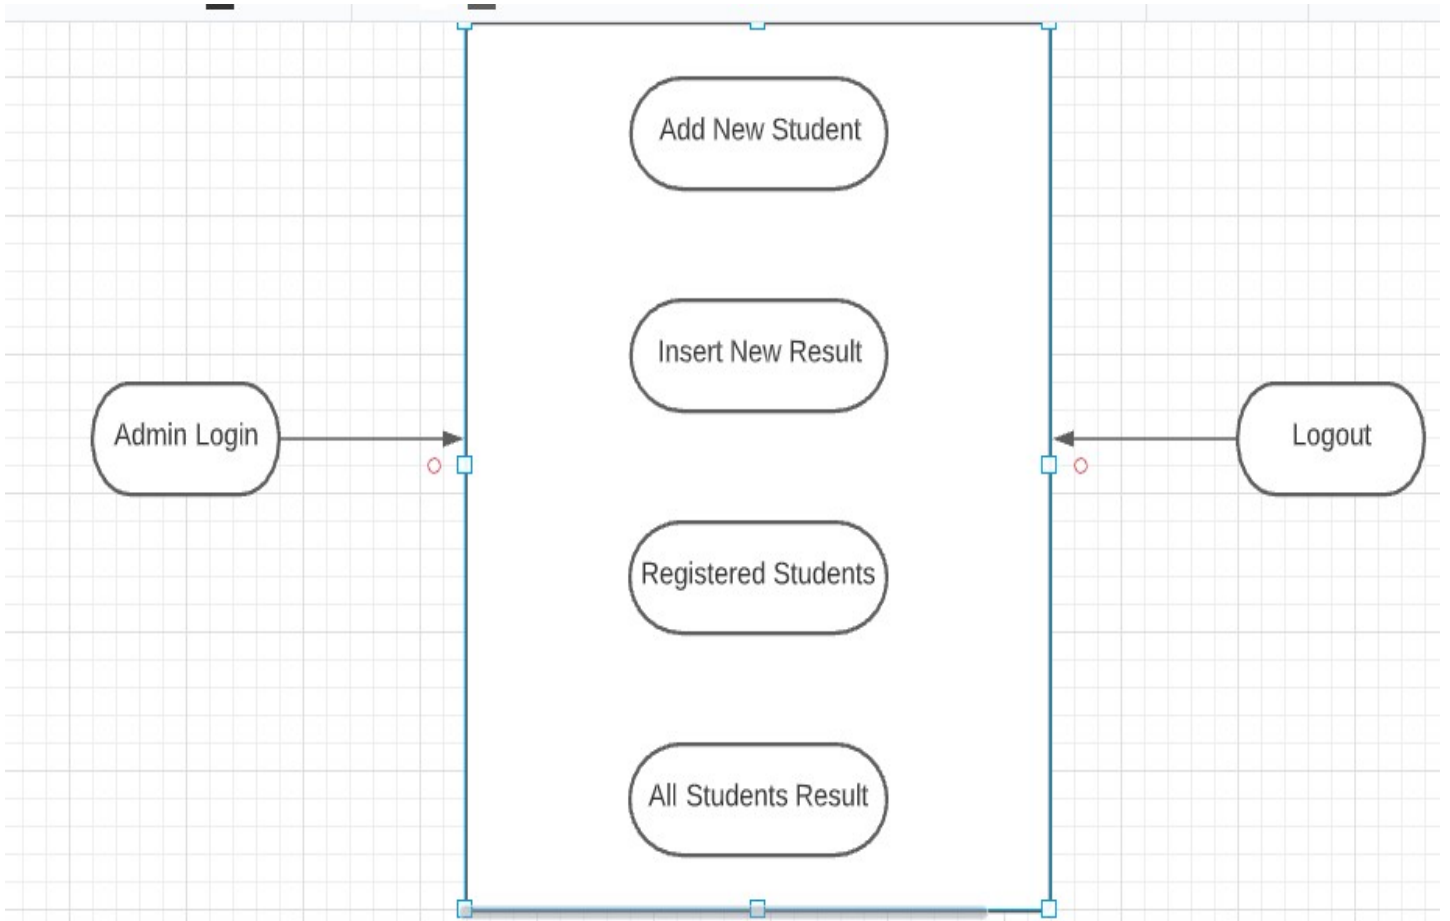 Add New Student
Insert New Result
Admin Login
Logout
Registered Students
All Students Result